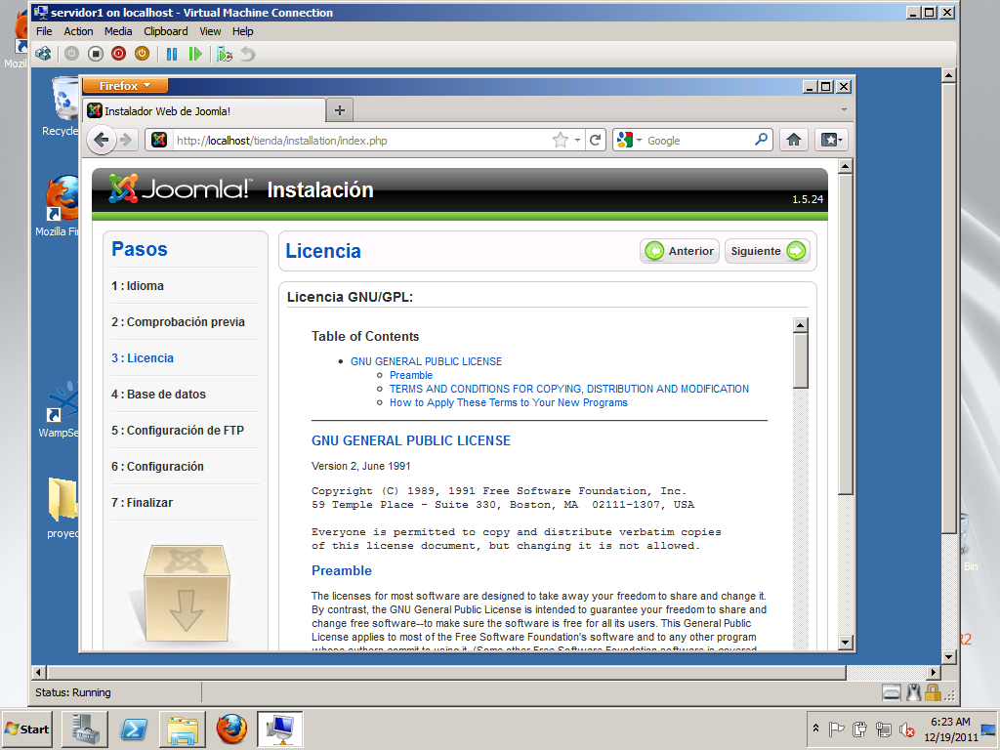 servidor1 on localhost - Virtual Machine Connection
File Action Media Clipboard View Help
Firefox
Instalador Web de Joomla!
http://localhost/tienda/installation/index.php
Google
Joomla!™ Instalación
1.5.24
Pasos
1 : Idioma
2 : Comprobación previa
3 : Licencia
4 : Base de datos
5 : Configuración de FTP
6 : Configuración
7 : Finalizar
Licencia
Anterior
Siguiente
Licencia GNU/GPL:
Table of Contents
GNU GENERAL PUBLIC LICENSE
Preamble
TERMS AND CONDITIONS FOR COPYING, DISTRIBUTION AND MODIFICATION
How to Apply These Terms to Your New Programs
GNU GENERAL PUBLIC LICENSE
Version 2, June 1991
Copyright (C) 1989, 1991 Free Software Foundation, Inc.
59 Temple Place - Suite 330, Boston, MA  02111-1307, USA
Everyone is permitted to copy and distribute verbatim copies
of this license document, but changing it is not allowed.
Preamble
The licenses for most software are designed to take away your freedom to share and change it.
By contrast, the GNU General Public License is intended to guarantee your freedom to share and
change free software--to make sure the software is free for all its users. This General Public
License applies to most of the Free Software Foundation's software and to any other program
whose authors commit to using it. (Some other Free Software Foundation software is covered
Mozil
Recycle
Mozilla Fi
WampSe
proyec
Bin
R2
Status: Running
Start
6:23 AM
12/19/2011